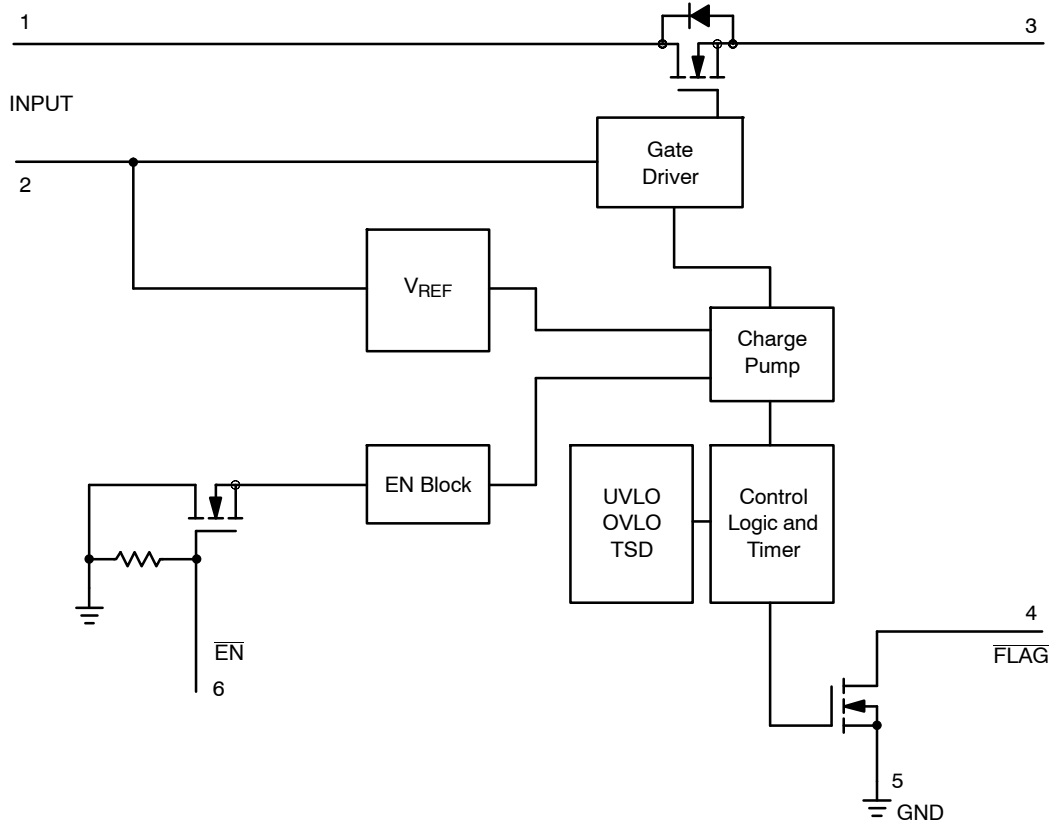 1
3
INPUT
Gate
Driver
2
VREF
Charge
Pump
EN Block
UVLO
OVLO
TSD
Control
Logic and
Timer
4
EN
FLAG
6
5
GND